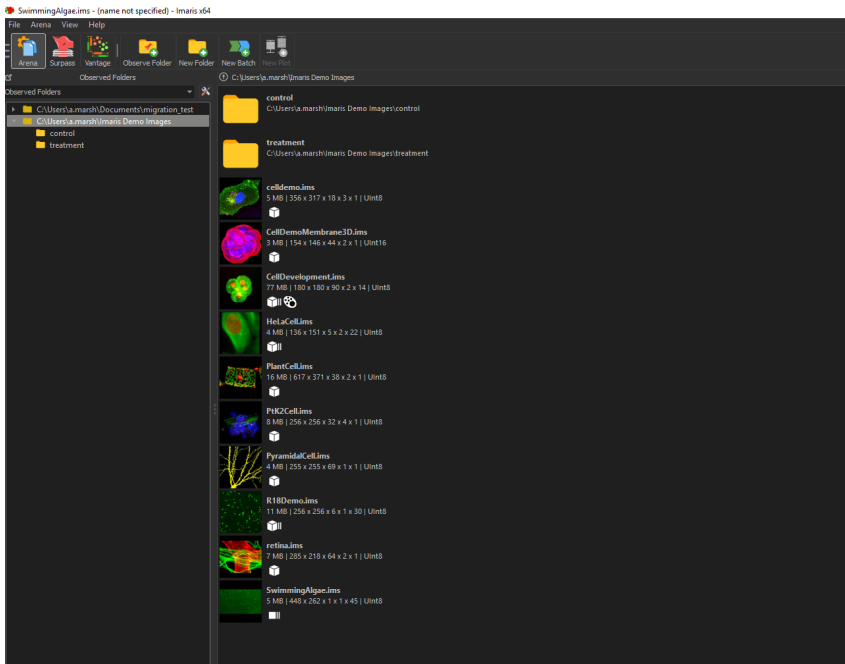 SwimmingAlgae.ims - (name not specified) - Imaris x64
File Arena View Help
Arena Surpass Vantage Observe Folder New Folder New Batch New Plot
Observed Folders
C:\Users\a.marsh\Imaris Demo Images
Observed Folders
C:\Users\a.marsh\Documents\migration_test
C:\Users\a.marsh\Imaris Demo Images
control
treatment
control
C:\Users\a.marsh\Imaris Demo Images\control
treatment
C:\Users\a.marsh\Imaris Demo Images\treatment
celldemo.ims
5 MB | 356 x 317 x 18 x 3 x 1 | UInt8
CellDemoMembrane3D.ims
3 MB | 154 x 146 x 44 x 2 x 1 | UInt16
CellDevelopment.ims
77 MB | 180 x 180 x 90 x 2 x 14 | UInt8
HeLaCell.ims
4 MB | 136 x 151 x 5 x 2 x 22 | UInt8
PlantCell.ims
16 MB | 617 x 371 x 38 x 2 x 1 | UInt8
PtK2Cell.ims
8 MB | 256 x 256 x 32 x 4 x 1 | UInt8
PyramidalCell.ims
4 MB | 255 x 255 x 69 x 1 x 1 | UInt8
R18Demo.ims
11 MB | 256 x 256 x 6 x 1 x 30 | UInt8
retina.ims
7 MB | 285 x 218 x 64 x 2 x 1 | UInt8
SwimmingAlgae.ims
5 MB | 448 x 262 x 1 x 1 x 45 | UInt8